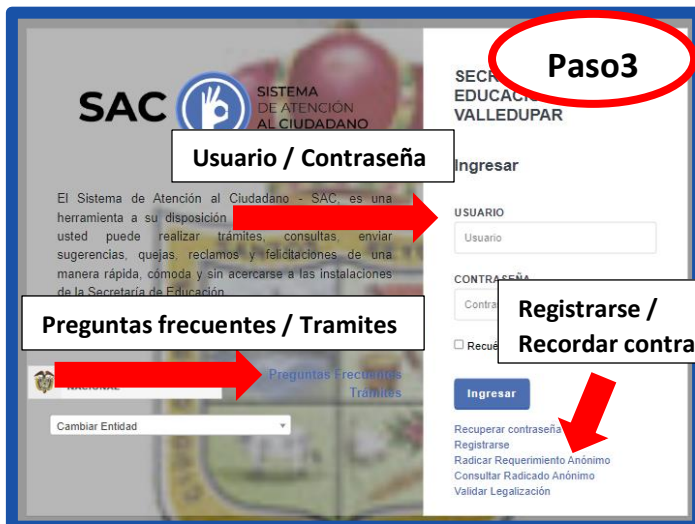 Paso3
SEC
EDUCACI
VALLEDUPAR
SAC
SISTEMA
DE ATENCIÓN
AL CIUDADANO
Usuario / Contraseña
Ingresar
El Sistema de Atención al Ciudadano - SAC, es una
herramienta a su disposición
usted puede realizar trámites, consultas, enviar
sugerencias, quejas, reclamos y felicitaciones de una
manera rápida, cómoda y sin acercarse a las instalaciones
de la Secretaría de Educación
USUARIO
Usuario
CONTRASEÑA
Contra
Preguntas frecuentes / Tramites
Registrarse /
Recordar contra
Recué
NACIONAL
Preguntas Frecuentes
Trámites
Cambiar Entidad
Ingresar
Recuperar contraseña
Registrarse
Radicar Requerimiento Anónimo
Consultar Radicado Anónimo
Validar Legalización